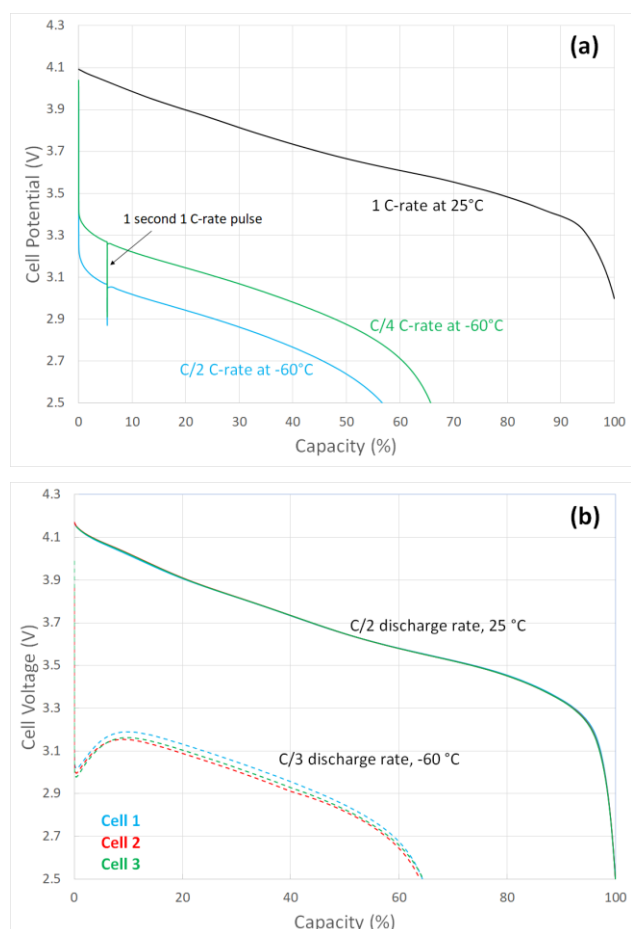 (a)
4.3
4.1
3.9
3.7
3.5
3.3
3.1
2.9
2.7
2.5
Cell Potential (V)
1 C-rate at 25°C
1 second 1 C-rate pulse
C/4 C-rate at -60°C
C/2 C-rate at -60°C
0 10 20 30 40 50 60 70 80 90 100
Capacity (%)
(b)
4.3
4.1
3.9
3.7
3.5
3.3
3.1
2.9
2.7
2.5
Cell Voltage (V)
C/2 discharge rate, 25 °C
C/3 discharge rate, -60 °C
Cell 1
Cell 2
Cell 3
0 20 40 60 80 100
Capacity (%)